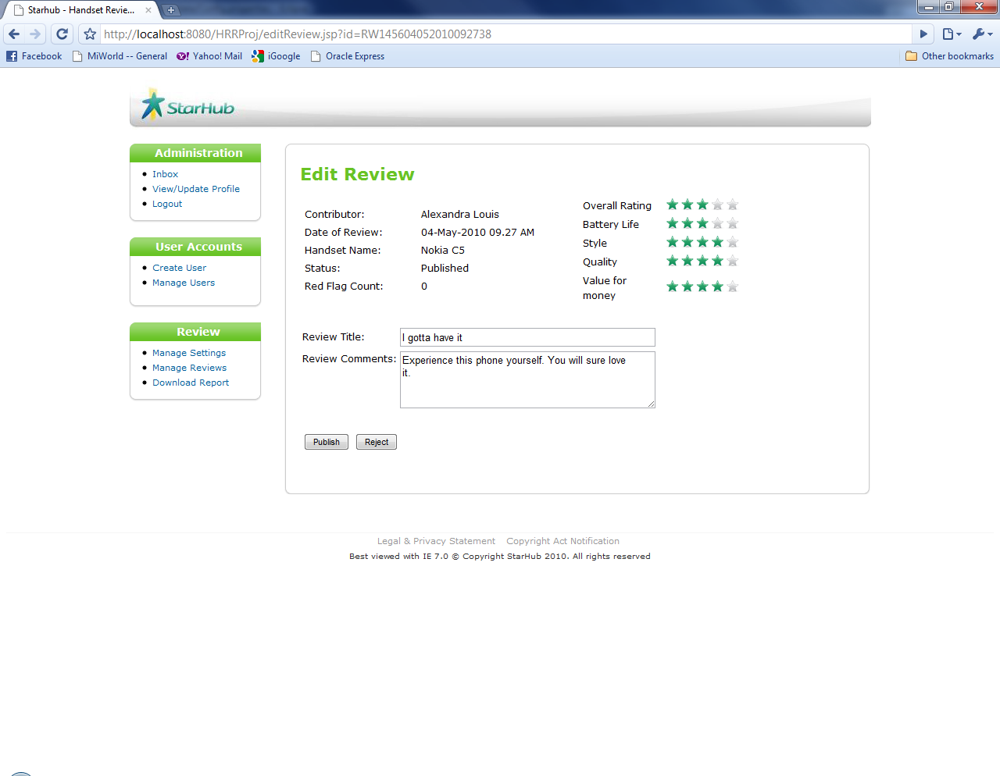 Starhub - Handset Revie...
http://localhost:8080/HRRProj/editReview.jsp?id=RW145604052010092738
Facebook MiWorld -- General Yahoo! Mail iGoogle Oracle Express Other bookmarks
StarHub
Administration
Inbox
View/Update Profile
Logout
User Accounts
Create User
Manage Users
Review
Manage Settings
Manage Reviews
Download Report
Edit Review
Contributor: Alexandra Louis
Date of Review: 04-May-2010 09.27 AM
Handset Name: Nokia C5
Status: Published
Red Flag Count: 0
Overall Rating
Battery Life
Style
Quality
Value for
money
Review Title: I gotta have it
Review Comments: Experience this phone yourself. You will sure love
it.
Publish Reject
Legal & Privacy Statement Copyright Act Notification
Best viewed with IE 7.0 © Copyright StarHub 2010. All rights reserved